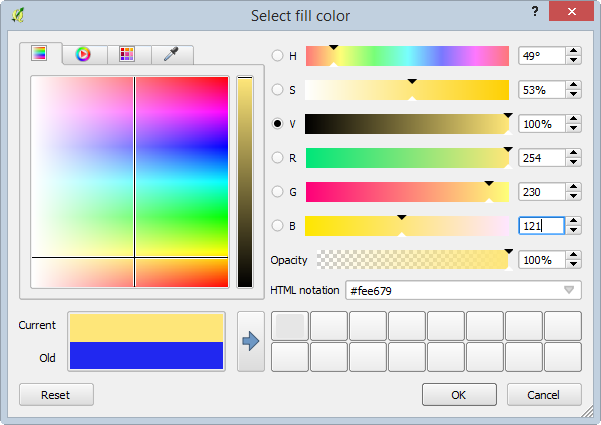 Select fill color
?
H 49°
S 53%
V 100%
R 254
G 230
B 121
Opacity 100%
HTML notation #fee679
Current
Old
Reset OK Cancel